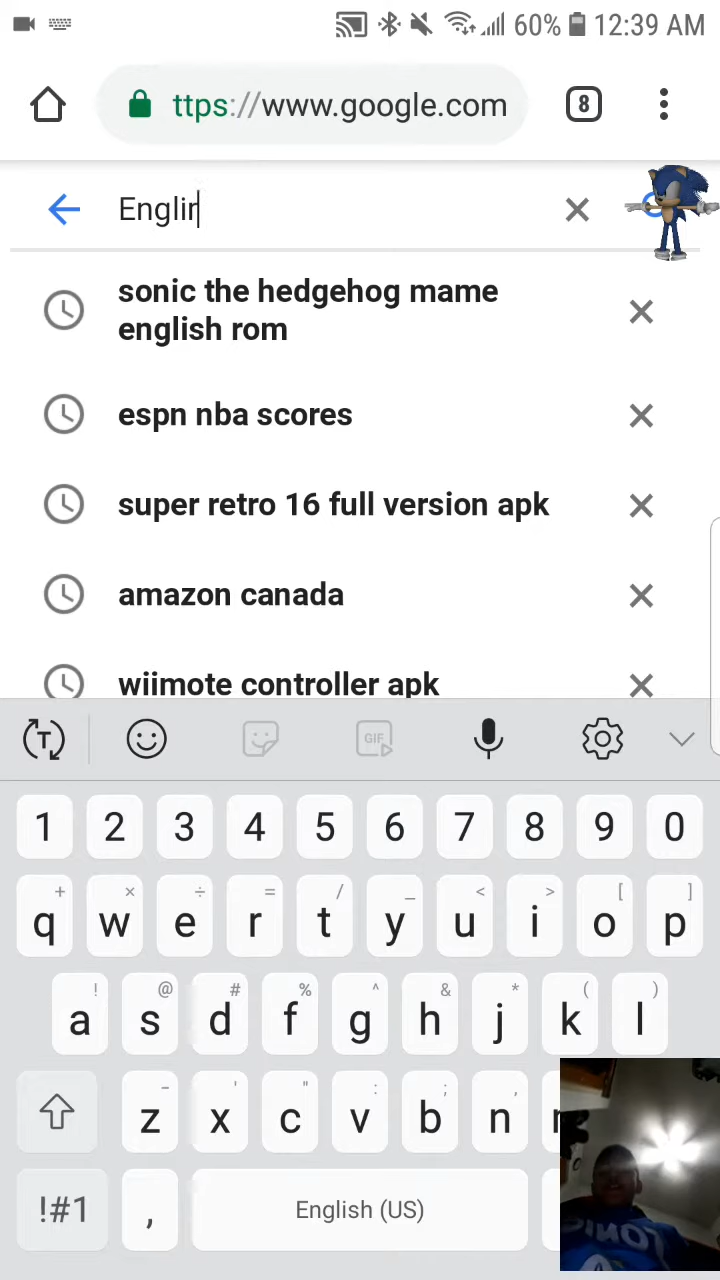 60% 12:39 AM
ttps://www.google.com 8
Englir
sonic the hedgehog mame
english rom
espn nba scores
super retro 16 full version apk
amazon canada
wiimote controller apk
T GIF
1 2 3 4 5 6 7 8 9 0
+ × ÷ = / _ < > [ ]
q w e r t y u i o p
! @ # % ^ & * ( )
a s d f g h j k l
- ' " : ; ,
z x c v b n
!#1 , English (US)